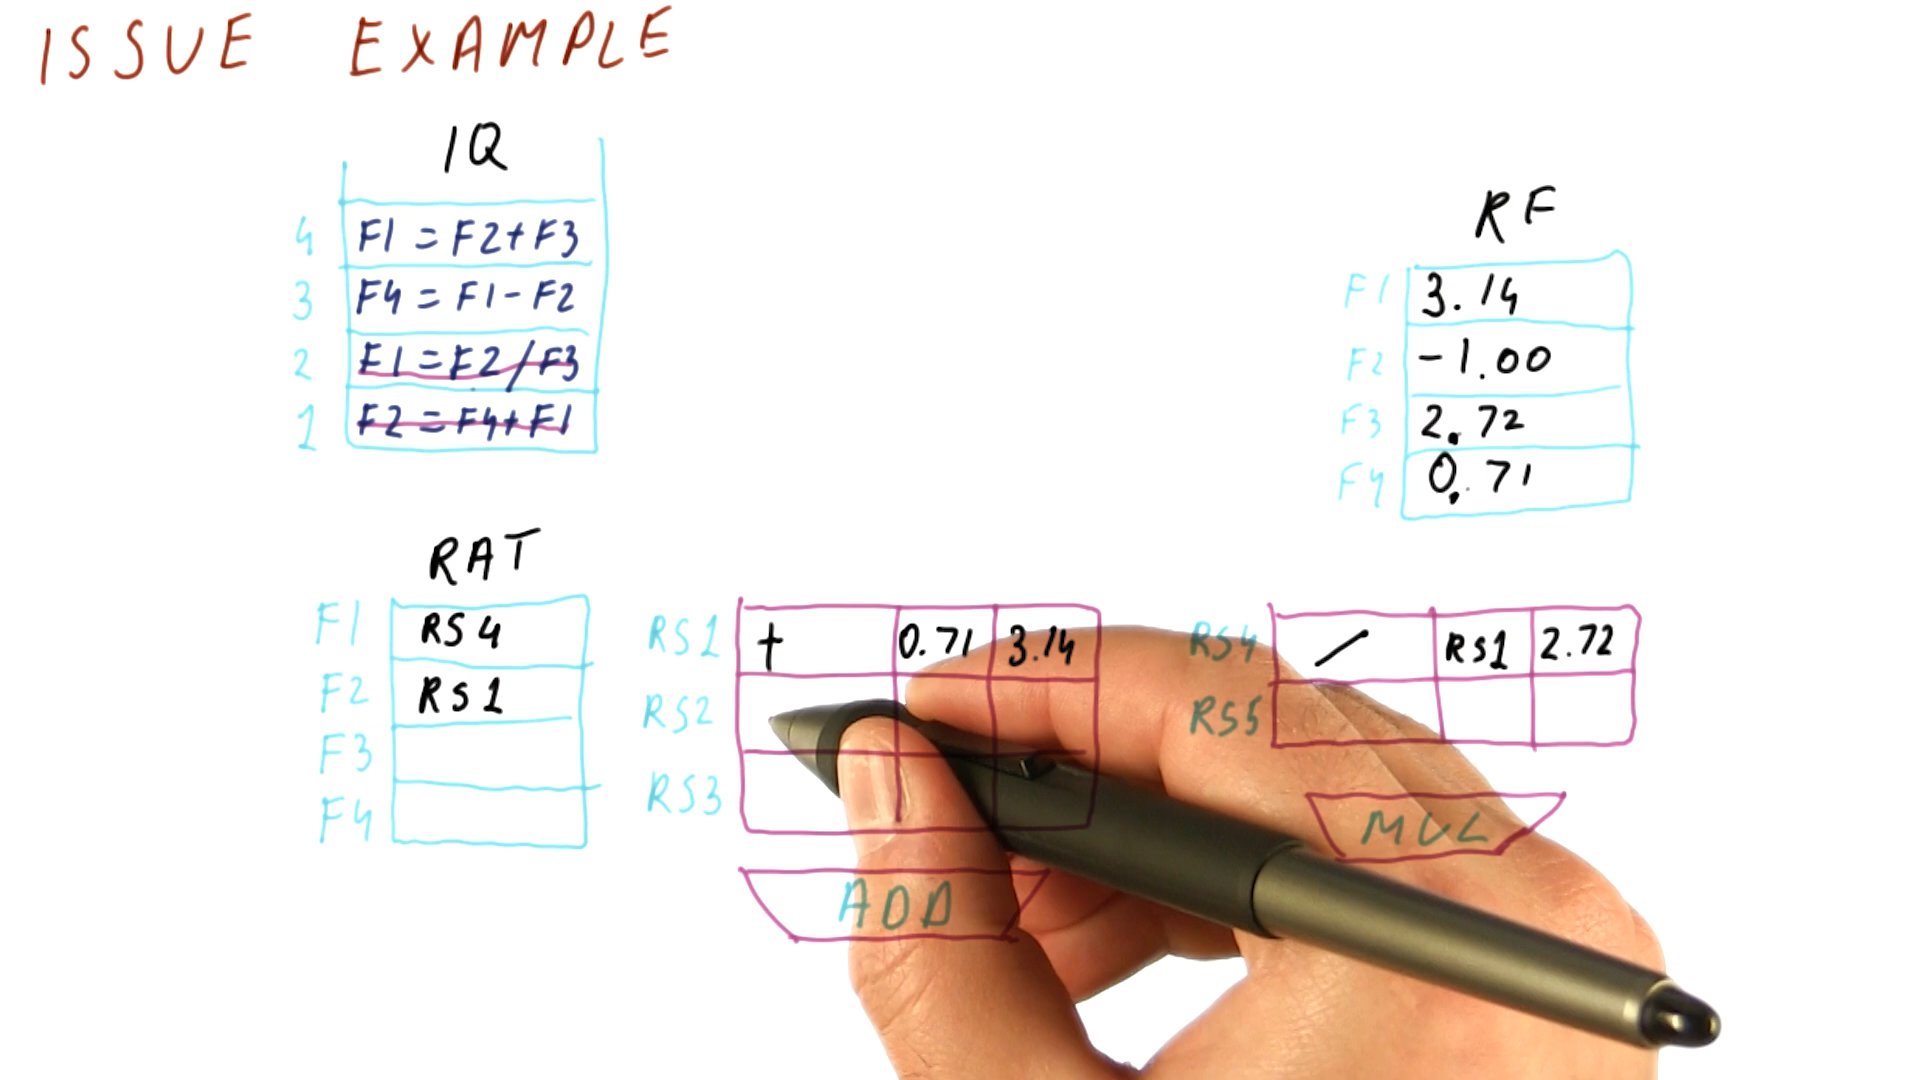 ISSUE EXAMPLE
IQ
4 F1 = F2+F3
3 F4 = F1-F2
2 F1 = F2/F3
1 F2 = F4+F1
RF
F1 3.14
F2 -1.00
F3 2.72
F4 0.71
RAT
F1 RS4
F2 RS1
F3
F4
RS1 + 0.71 3.14
RS2
RS3
ADD
RS4 / RS1 2.72
RS5
MUL